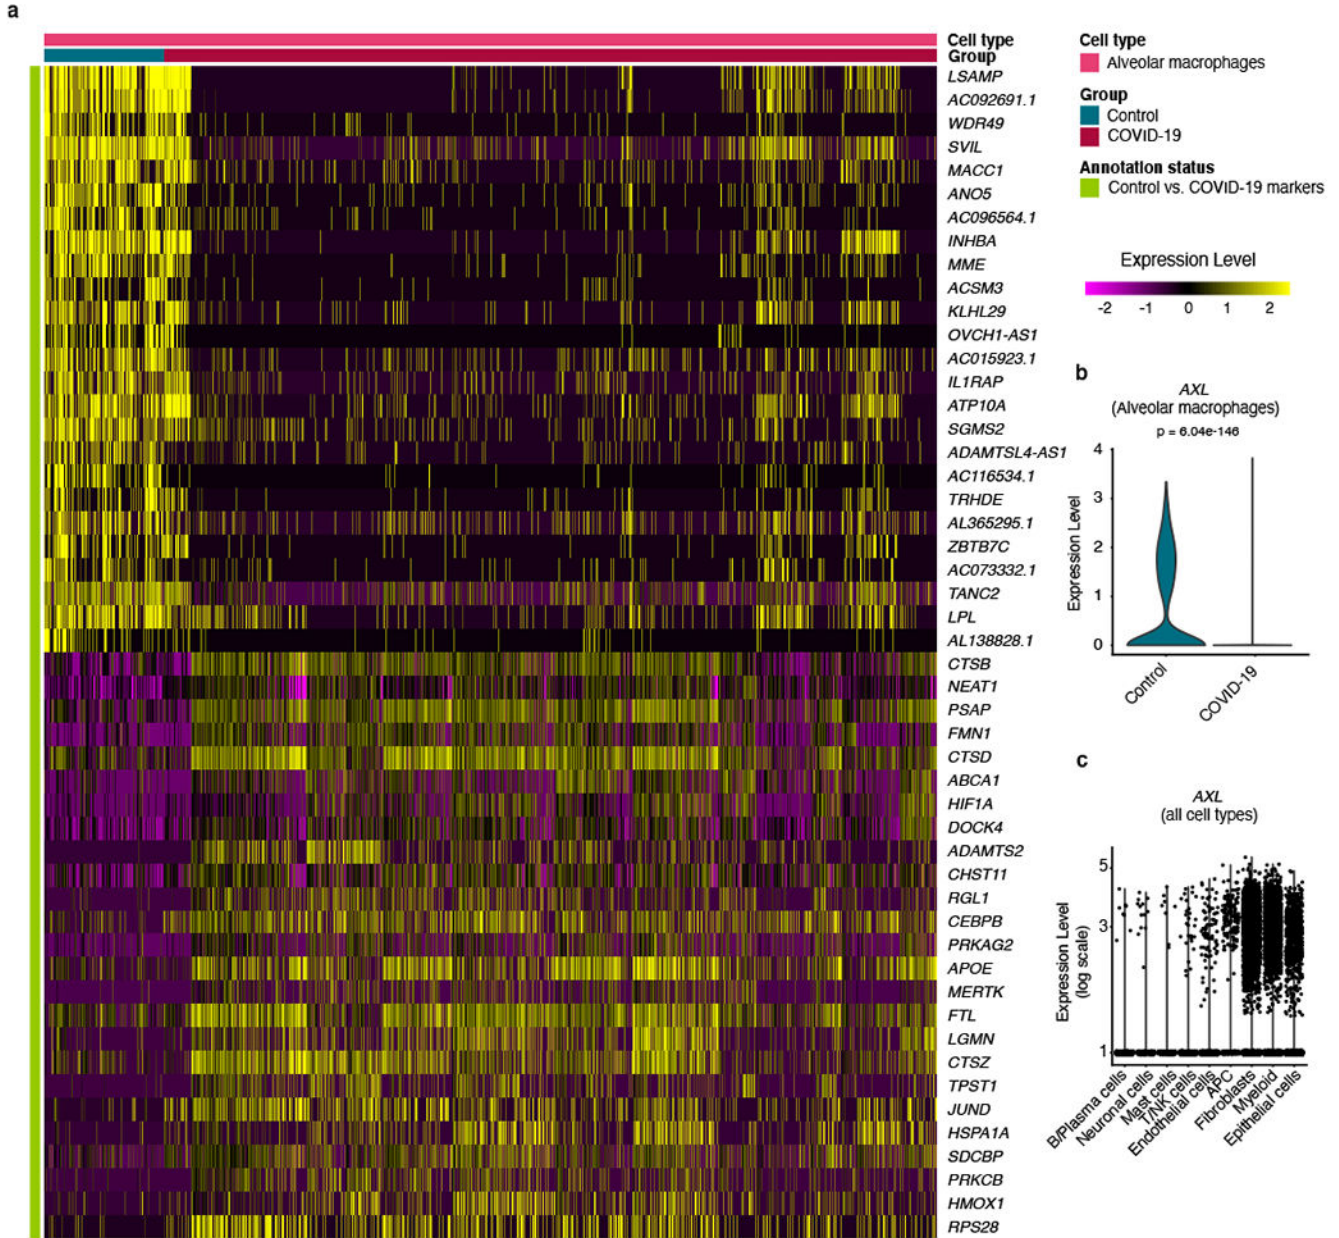 a
Cell type
Group
LSAMP
AC092691.1
WDR49
SVIL
MACC1
ANO5
AC096564.1
INHBA
MME
ACSM3
KLHL29
OVCH1-AS1
AC015923.1
IL1RAP
ATP10A
SGMS2
ADAMTSL4-AS1
AC116534.1
TRHDE
AL365295.1
ZBTB7C
AC073332.1
TANC2
LPL
AL138828.1
CTSB
NEAT1
PSAP
FMN1
CTSD
ABCA1
HIF1A
DOCK4
ADAMTS2
CHST11
RGL1
CEBPB
PRKAG2
APOE
MERTK
FTL
LGMN
CTSZ
TPST1
JUND
HSPA1A
SDCBP
PRKCB
HMOX1
RPS28
Cell type
Alveolar macrophages
Group
Control
COVID-19
Annotation status
Control vs. COVID-19 markers
Expression Level
-2 -1 0 1 2
b
AXL
(Alveolar macrophages)
p = 6.04e-146
Expression Level
4
3
2
1
0
Control
COVID-19
c
AXL
(all cell types)
Expression Level
(log scale)
5
3
1
B/Plasma cells
Neuronal cells
Mast cells
T/NK cells
Endothelial cells
APC
Fibroblasts
Myeloid
Epithelial cells